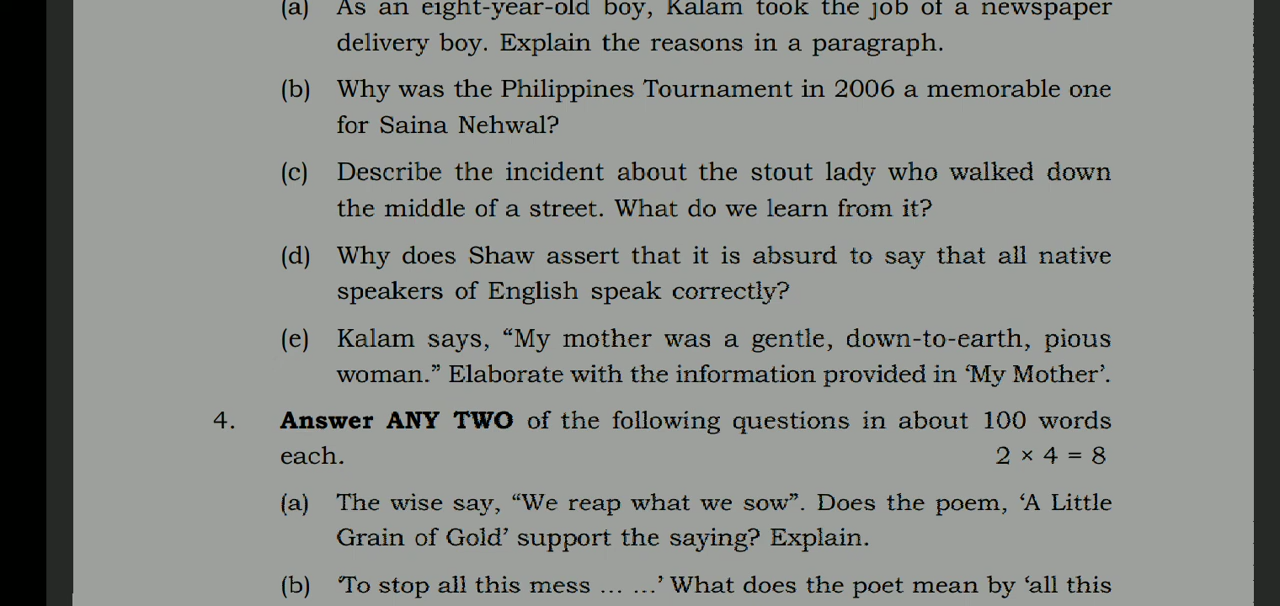 (a) As an eight-year-old boy, Kalam took the job of a newspaper
delivery boy. Explain the reasons in a paragraph.
(b) Why was the Philippines Tournament in 2006 a memorable one
for Saina Nehwal?
(c) Describe the incident about the stout lady who walked down
the middle of a street. What do we learn from it?
(d) Why does Shaw assert that it is absurd to say that all native
speakers of English speak correctly?
(e) Kalam says, “My mother was a gentle, down-to-earth, pious
woman.” Elaborate with the information provided in ‘My Mother’.
4. Answer ANY TWO of the following questions in about 100 words
each. 2 × 4 = 8
(a) The wise say, “We reap what we sow”. Does the poem, ‘A Little
Grain of Gold’ support the saying? Explain.
(b) ‘To stop all this mess ... ...’ What does the poet mean by ‘all this